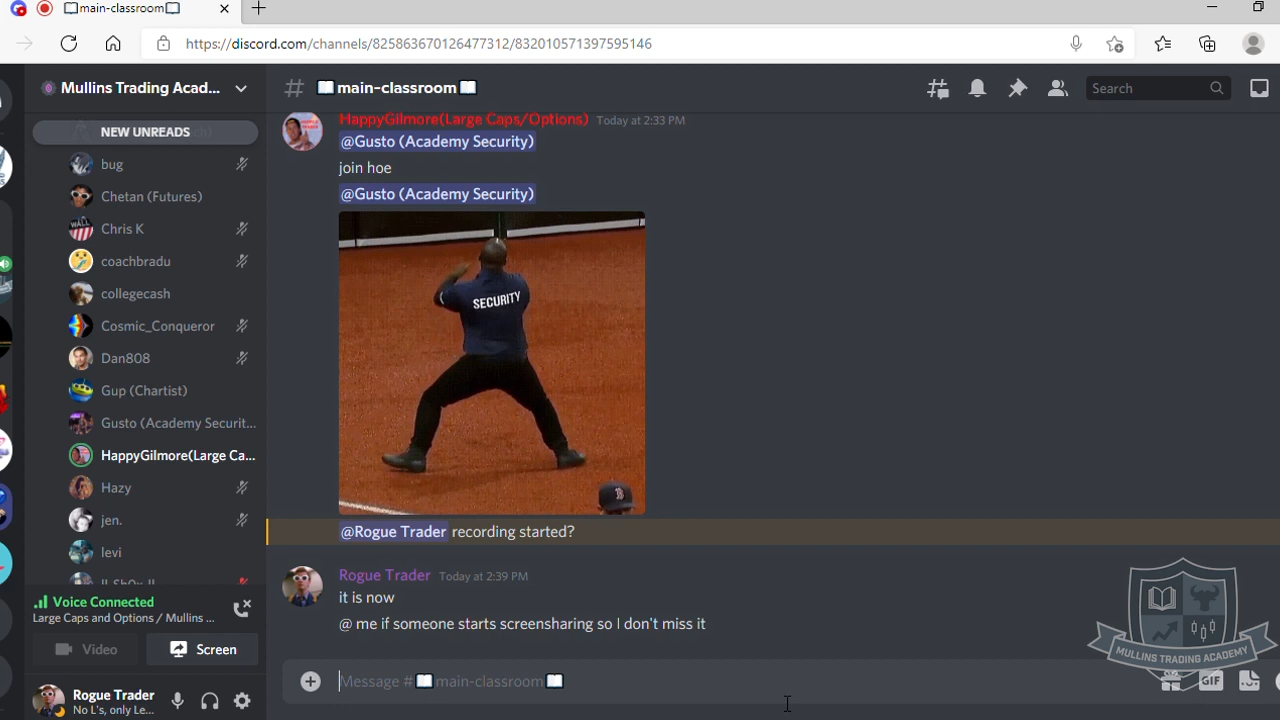 main-classroom
https://discord.com/channels/825863670126477312/832010571397595146
Mullins Trading Acad...
# main-classroom
Search
NEW UNREADS
bug
Chetan (Futures)
Chris K
coachbradu
collegecash
Cosmic_Conqueror
Dan808
Gup (Chartist)
Gusto (Academy Securit...
HappyGilmore(Large Ca...
Hazy
jen.
levi
Voice Connected
Large Caps and Options / Mullins ...
Video
Screen
Rogue Trader
No L's, only Le...
HappyGilmore(Large Caps/Options) Today at 2:33 PM
@Gusto (Academy Security)
join hoe
@Gusto (Academy Security)
SECURITY
B
@Rogue Trader recording started?
Rogue Trader Today at 2:39 PM
it is now
@ me if someone starts screensharing so I don't miss it
Message # main-classroom
GIF
MULLINS TRADING ACADEMY